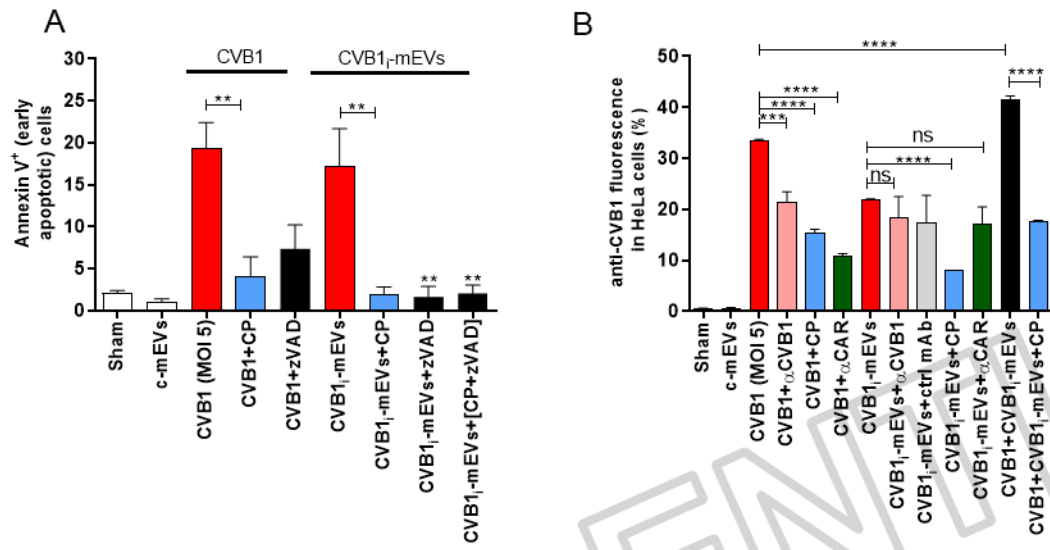 A
CVB1
CVB1i-mEVs
Annexin V+ (early
apoptotic) cells
30
25
20
15
10
5
0
**
**
**
**
Sham
c-mEVs
CVB1 (MOI 5)
CVB1+CP
CVB1+zVAD
CVB1i-mEVs
CVB1i-mEVs+CP
CVB1i-mEVs+zVAD
CVB1i-mEVs+[CP+zVAD]
B
anti-CVB1 fluorescence
in HeLa cells (%)
50
40
30
20
10
0
****
****
****
****
***
ns
****
ns
Sham
c-mEVs
CVB1 (MOI 5)
CVB1+αCVB1
CVB1+CP
CVB1+αCAR
CVB1i-mEVs
CVB1i-mEVs+αCVB1
CVB1i-mEVs+ctrl mAb
CVB1i-mEVs+CP
CVB1i-mEVs+αCAR
CVB1+CVB1i-mEVs
CVB1+CVB1i-mEVs+CP